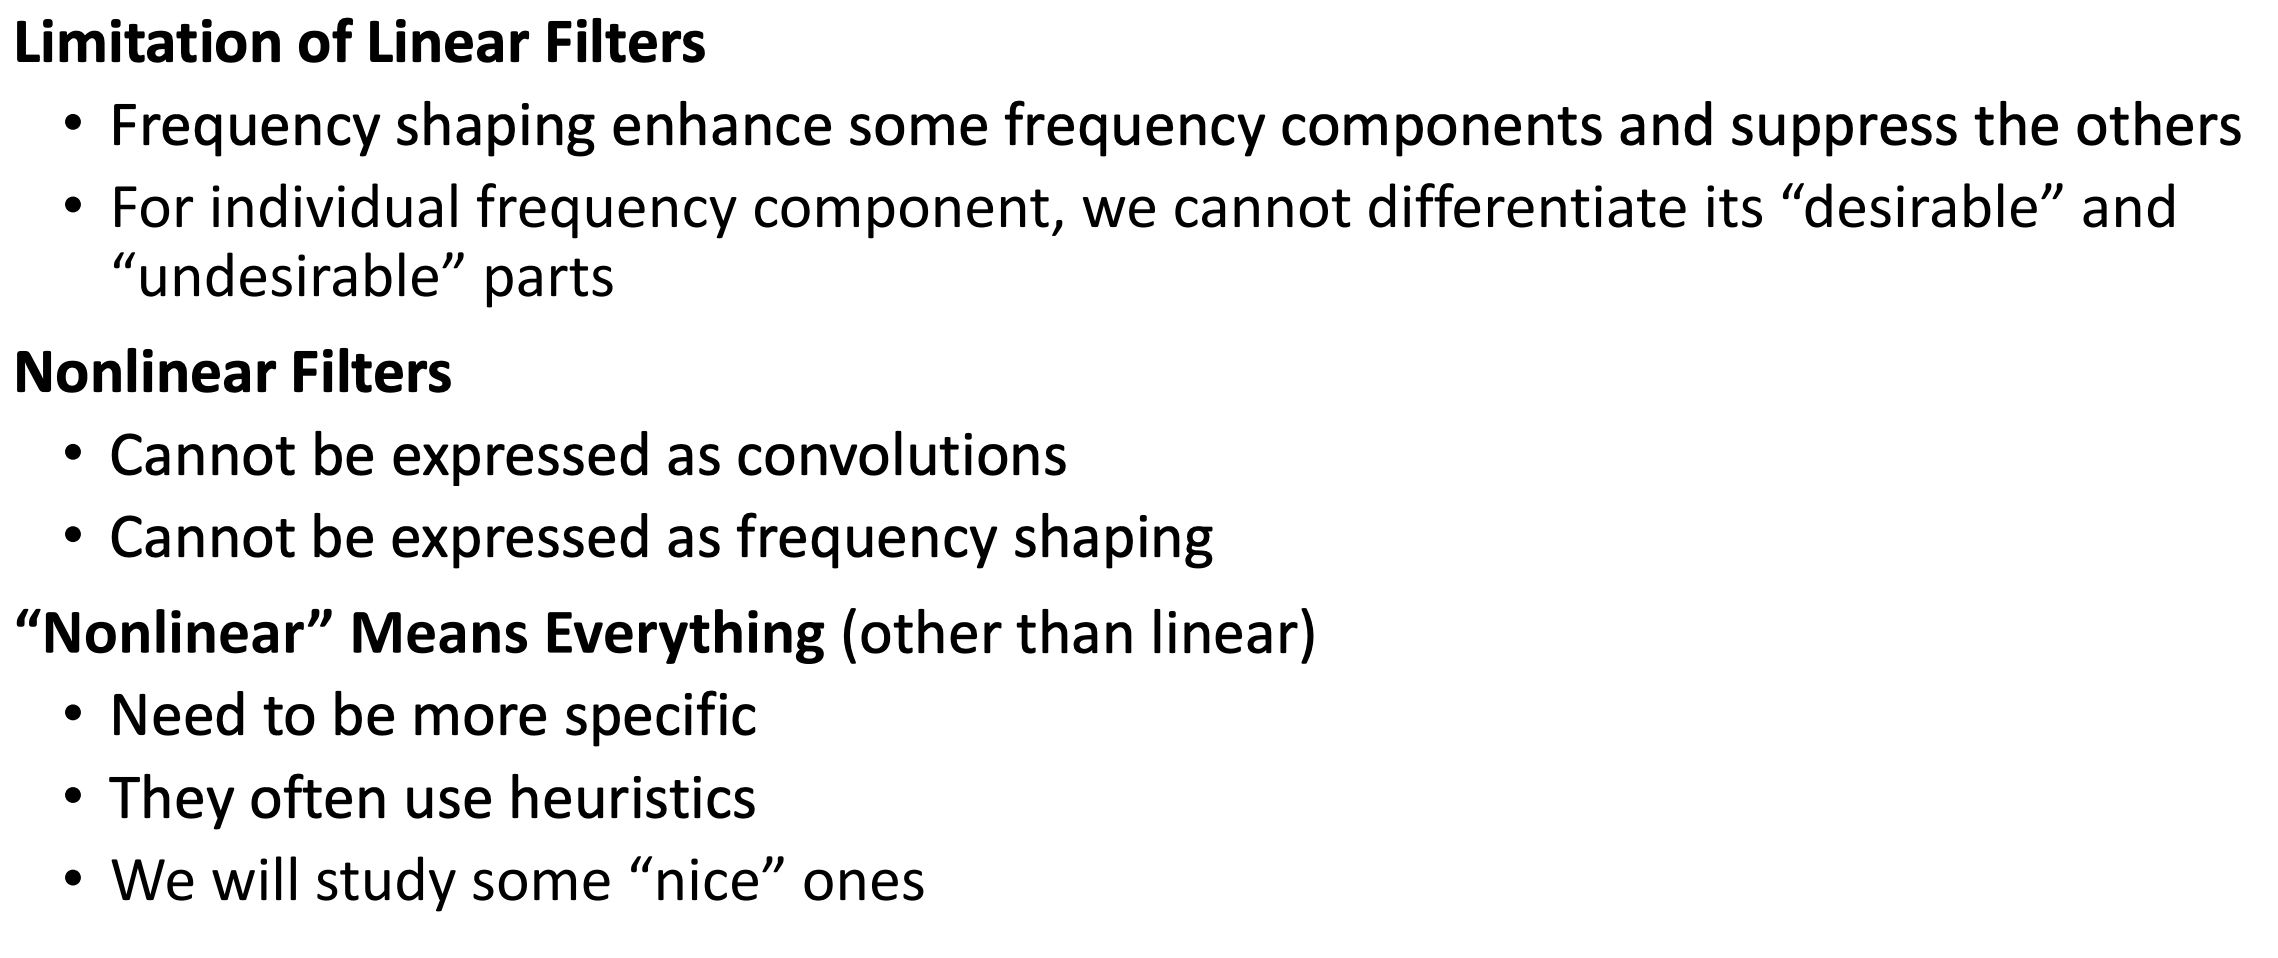 Limitation of Linear Filters
• Frequency shaping enhance some frequency components and suppress the others
• For individual frequency component, we cannot differentiate its “desirable” and
“undesirable” parts
Nonlinear Filters
• Cannot be expressed as convolutions
• Cannot be expressed as frequency shaping
“Nonlinear” Means Everything (other than linear)
• Need to be more specific
• They often use heuristics
• We will study some “nice” ones